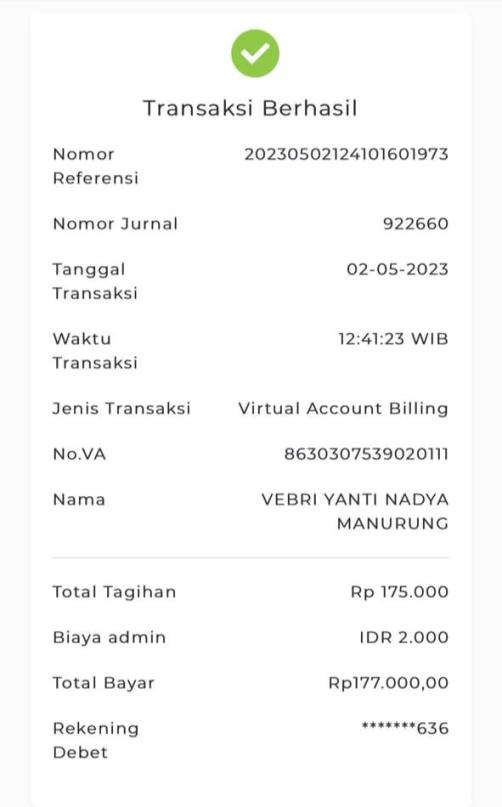 Transaksi Berhasil
Nomor Referensi 20230502124101601973
Nomor Jurnal 922660
Tanggal Transaksi 02-05-2023
Waktu Transaksi 12:41:23 WIB
Jenis Transaksi Virtual Account Billing
No.VA 8630307539020111
Nama VEBRI YANTI NADYA MANURUNG
Total Tagihan Rp 175.000
Biaya admin IDR 2.000
Total Bayar Rp177.000,00
Rekening Debet *******636